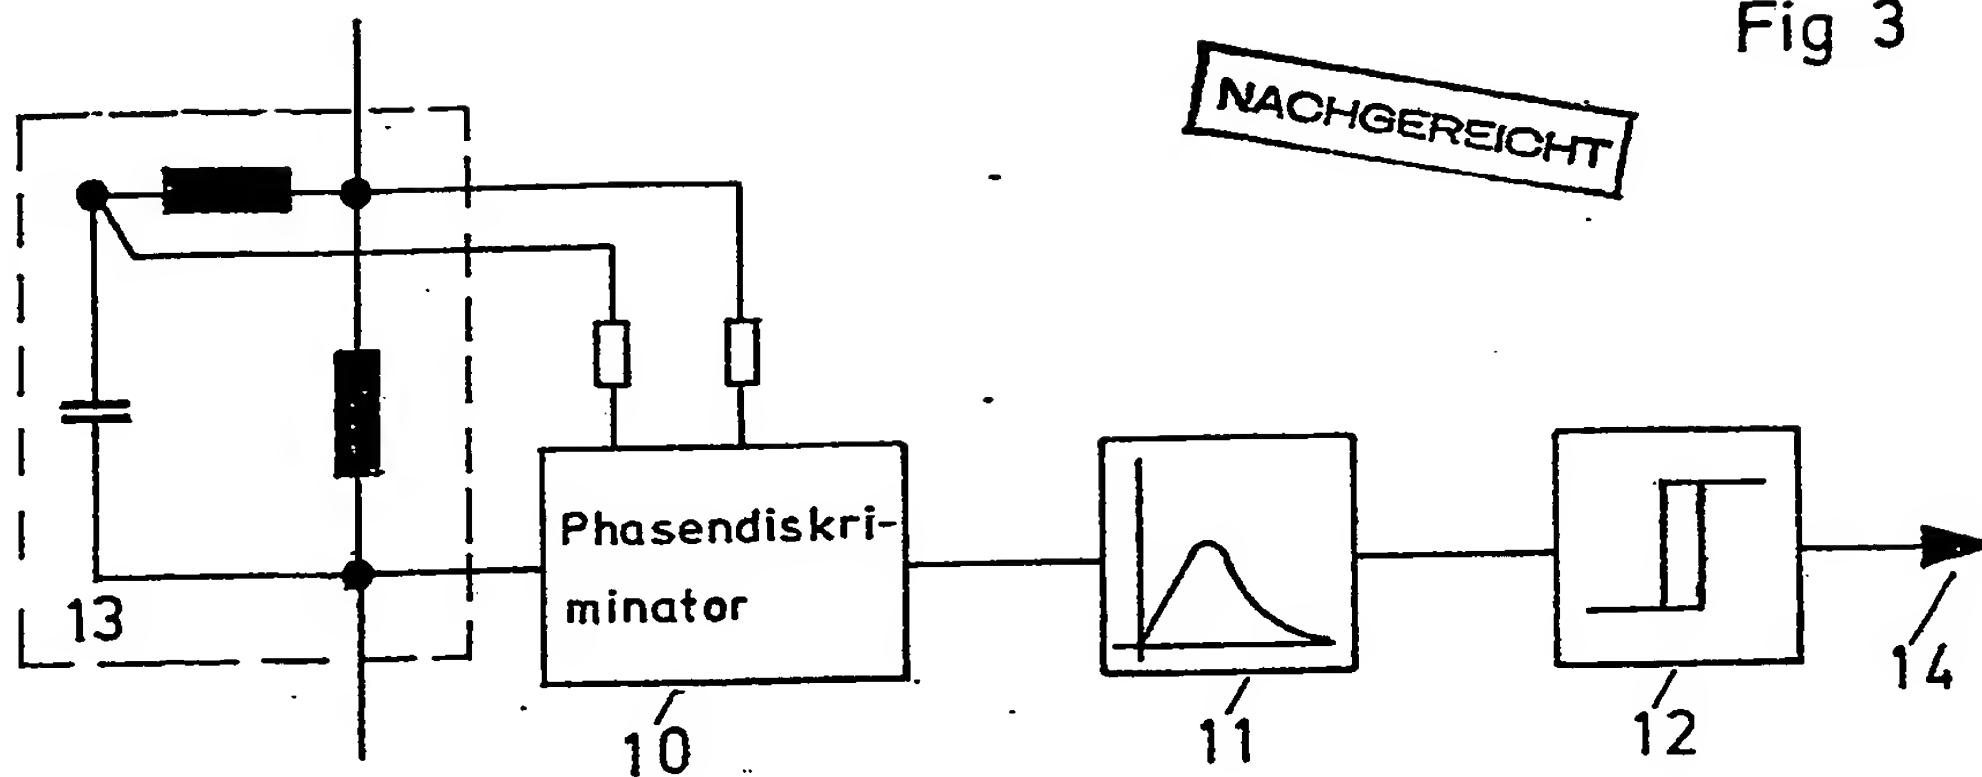 Fig 3
NACHGEREICHT
Phasendiskri-
minator
13
10
11
12
14